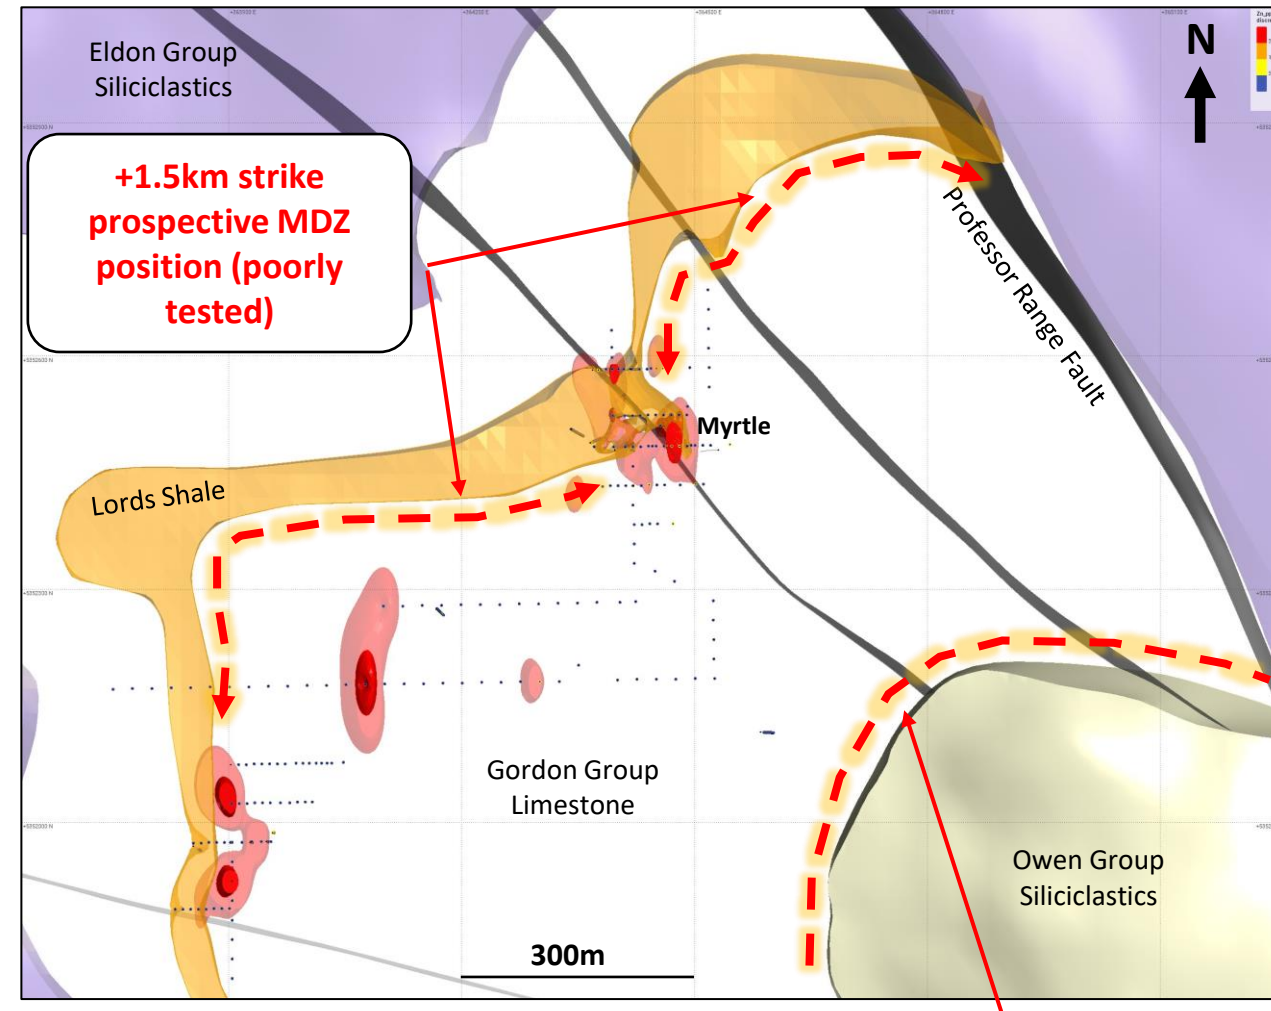 Eldon Group
Siliciclastics
N
+1.5km strike
prospective MDZ
position (poorly
tested)
Professor Range Fault
Myrtle
Lords Shale
Gordon Group
Limestone
Owen Group
Siliciclastics
300m